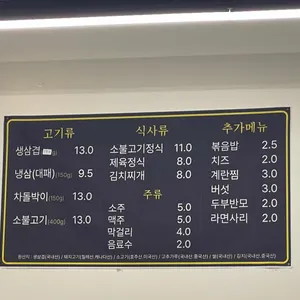 고기류
생삼겹 13.0
냉삼(대패)(150g) 9.5
차돌박이(150g) 13.0
소불고기(400g) 13.0
식사류
소불고기정식 11.0
제육정식 8.0
김치찌개 8.0
주류
소주 5.0
맥주 5.0
막걸리 4.0
음료수 2.0
추가메뉴
볶음밥 2.5
치즈 2.0
계란찜 3.0
버섯 3.0
두부반모 2.0
라면사리 2.0